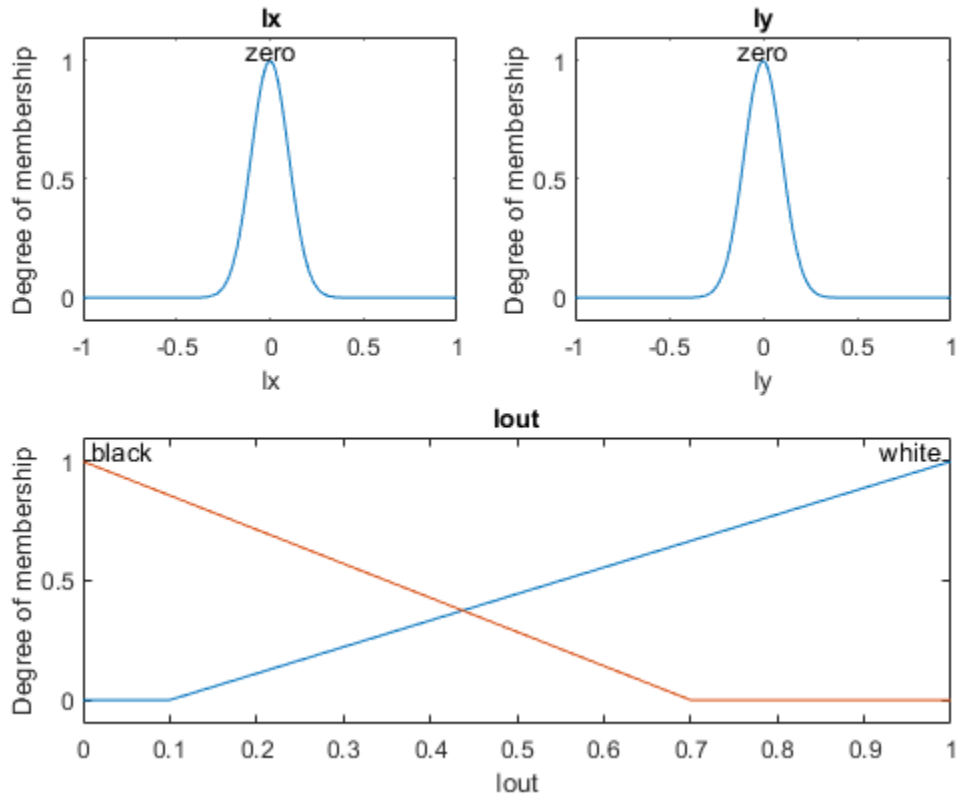 Ix
Iy
zero
zero
Degree of membership
Degree of membership
1
0.5
0
1
0.5
0
-1 -0.5 0 0.5 1
-1 -0.5 0 0.5 1
Ix
Iy
Iout
black
white
Degree of membership
1
0.5
0
0 0.1 0.2 0.3 0.4 0.5 0.6 0.7 0.8 0.9 1
Iout